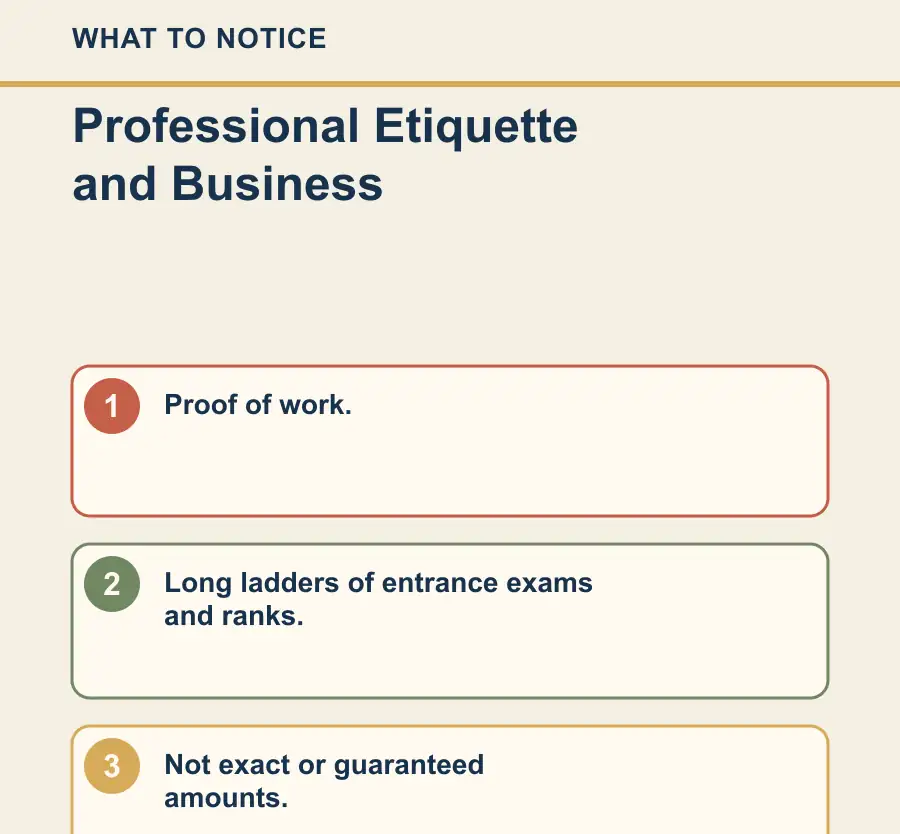 WHAT TO NOTICE
Professional Etiquette
and Business
1
Proof of work.
2
Long ladders of entrance exams
and ranks.
3
Not exact or guaranteed
amounts.